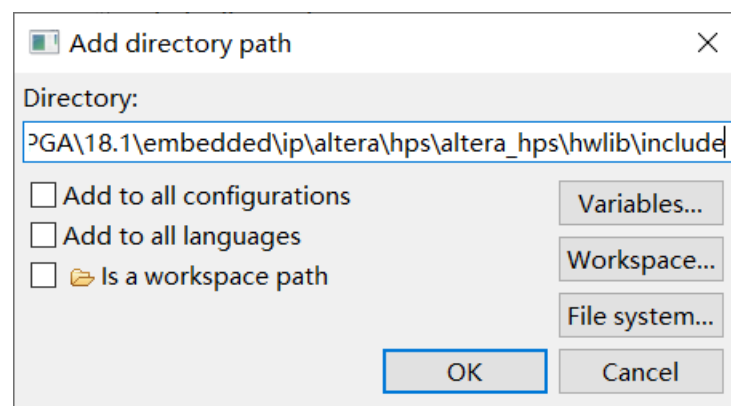 Add directory path
Directory:
PGA\18.1\embedded\ip\altera\hps\altera_hps\hwlib\include
Add to all configurations
Variables...
Add to all languages
Workspace...
Is a workspace path
File system...
OK
Cancel